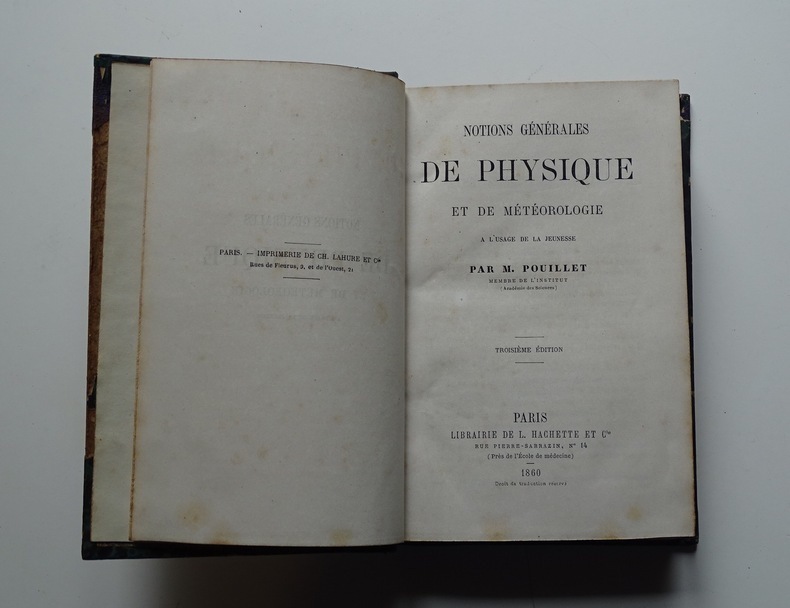 PARIS. — IMPRIMERIE DE CH. LAHURE ET Cie
Rues de Fleurus, 9, et de l'Ouest, 21
NOTIONS GÉNÉRALES
DE PHYSIQUE
ET DE MÉTÉOROLOGIE
A L'USAGE DE LA JEUNESSE
PAR M. POUILLET
MEMBRE DE L'INSTITUT
(Académie des Sciences)
TROISIÈME ÉDITION
PARIS
LIBRAIRIE DE L. HACHETTE ET Cie
RUE PIERRE-SARRAZIN, No 14
(Près de l'École de médecine)
1860
Droit de traduction réservé